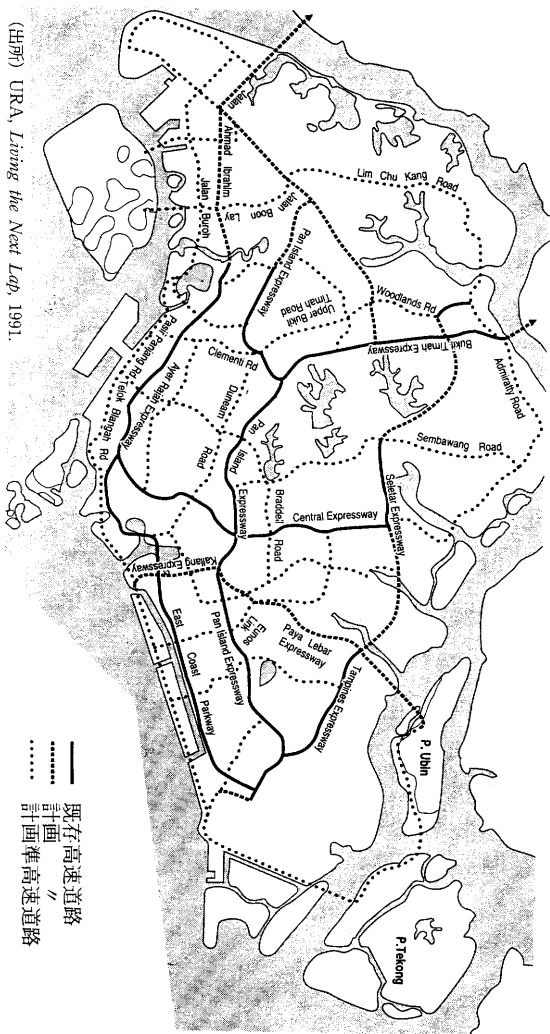 Jalan
Ahmad Ibrahim
Jalan Buroh
Jalan Boon Lay
Lim Chu Kang Road
Pan Island Expressway
Upper Bukit
Timah Road
Woodlands Rd
Bukit Timah Expressway
Admiralty Road
Sembawang Road
Seletar Expressway
Clementi Rd
Dunearn Road
Pasir Panjang Rd
Telok Blangah Rd
Ayer Rajah Expressway
Pan Island Expressway
Braddell Road
Central Expressway
Kallang Expressway
Pan Island Expressway
East Coast Parkway
Eunos
Link
Paya Lebar
Expressway
Tampines Expressway
P. Ubin
P.Tekong
既存高速道路
計画 〃
計画準高速道路
(出所) URA, Living the Next Lap, 1991.